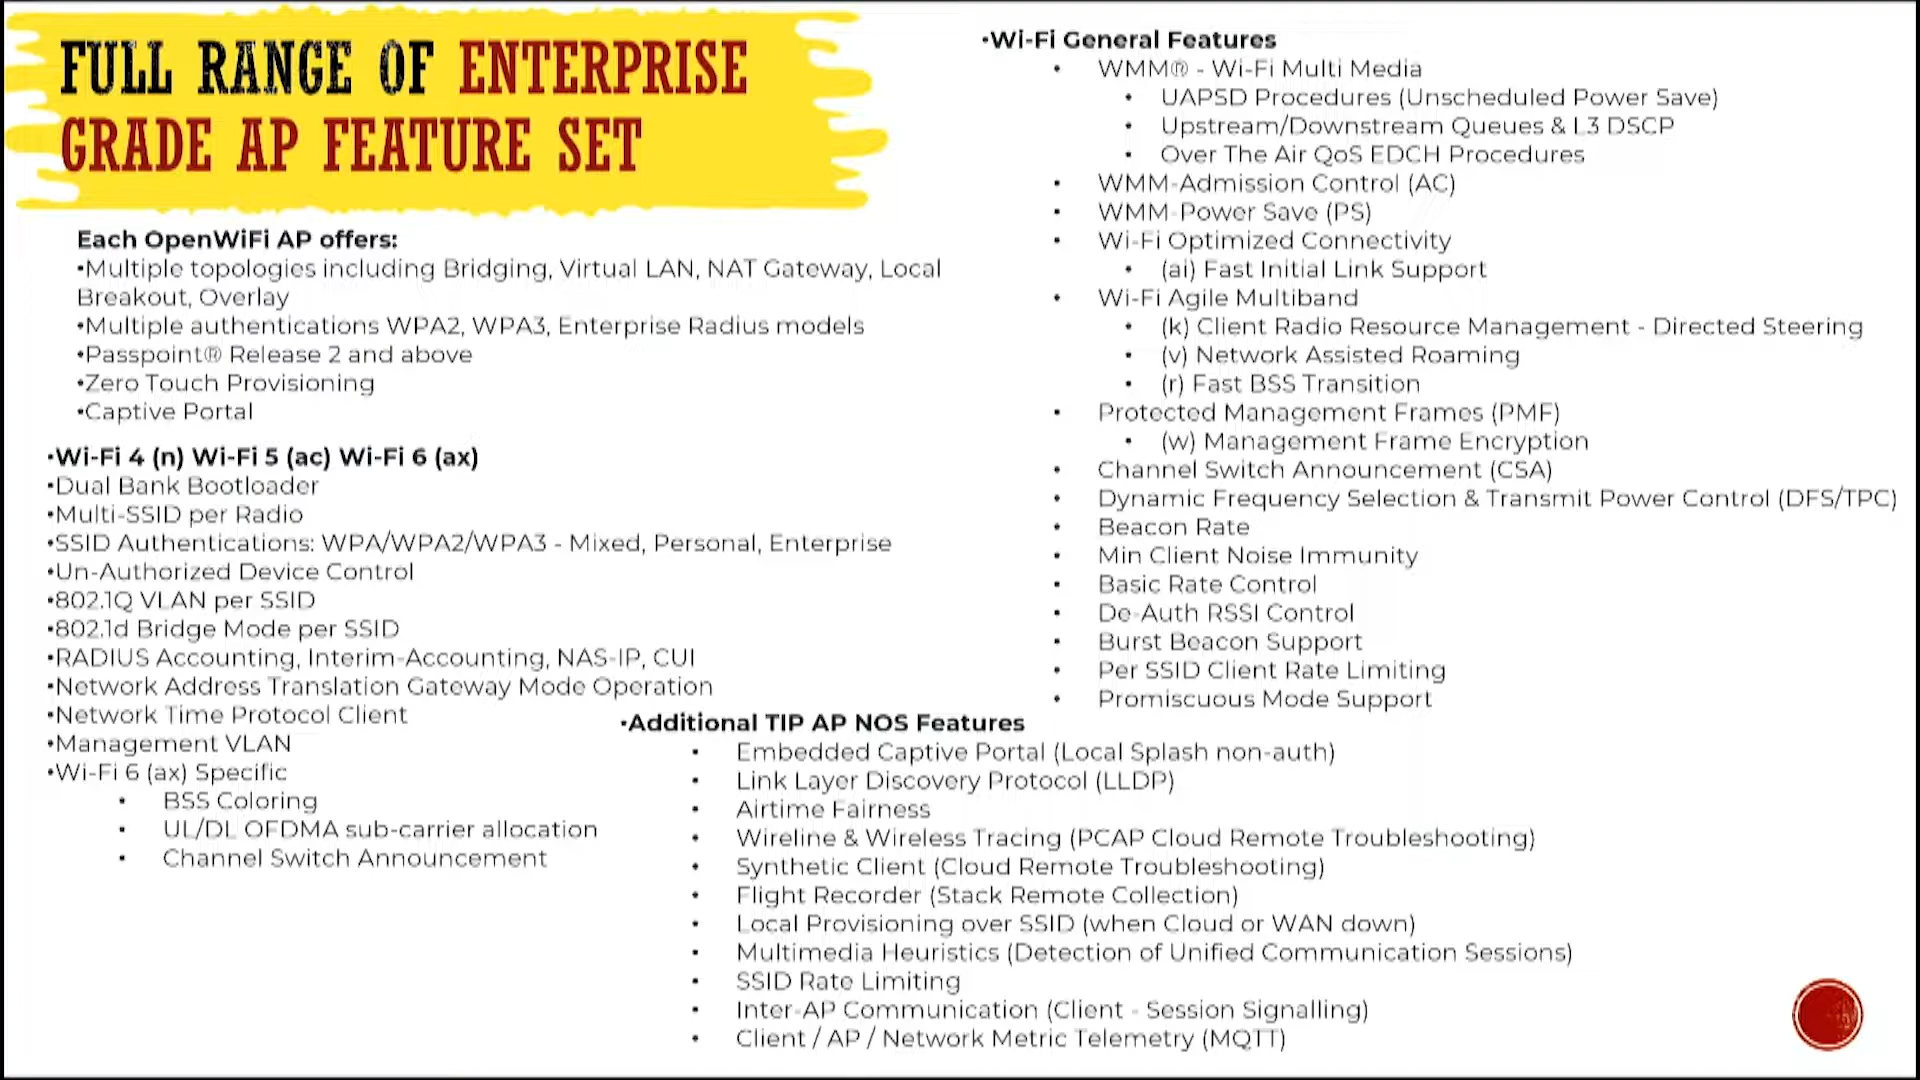 FULL RANGE OF ENTERPRISE
GRADE AP FEATURE SET
Each OpenWiFi AP offers:
•Multiple topologies including Bridging, Virtual LAN, NAT Gateway, Local
Breakout, Overlay
•Multiple authentications WPA2, WPA3, Enterprise Radius models
•Passpoint® Release 2 and above
•Zero Touch Provisioning
•Captive Portal
•Wi-Fi 4 (n) Wi-Fi 5 (ac) Wi-Fi 6 (ax)
•Dual Bank Bootloader
•Multi-SSID per Radio
•SSID Authentications: WPA/WPA2/WPA3 - Mixed, Personal, Enterprise
•Un-Authorized Device Control
•802.1Q VLAN per SSID
•802.1d Bridge Mode per SSID
•RADIUS Accounting, Interim-Accounting, NAS-IP, CUI
•Network Address Translation Gateway Mode Operation
•Network Time Protocol Client
•Management VLAN
•Wi-Fi 6 (ax) Specific
• BSS Coloring
• UL/DL OFDMA sub-carrier allocation
• Channel Switch Announcement
•Wi-Fi General Features
• WMM® - Wi-Fi Multi Media
• UAPSD Procedures (Unscheduled Power Save)
• Upstream/Downstream Queues & L3 DSCP
• Over The Air QoS EDCH Procedures
• WMM-Admission Control (AC)
• WMM-Power Save (PS)
• Wi-Fi Optimized Connectivity
• (ai) Fast Initial Link Support
• Wi-Fi Agile Multiband
• (k) Client Radio Resource Management - Directed Steering
• (v) Network Assisted Roaming
• (r) Fast BSS Transition
• Protected Management Frames (PMF)
• (w) Management Frame Encryption
• Channel Switch Announcement (CSA)
• Dynamic Frequency Selection & Transmit Power Control (DFS/TPC)
• Beacon Rate
• Min Client Noise Immunity
• Basic Rate Control
• De-Auth RSSI Control
• Burst Beacon Support
• Per SSID Client Rate Limiting
• Promiscuous Mode Support
•Additional TIP AP NOS Features
• Embedded Captive Portal (Local Splash non-auth)
• Link Layer Discovery Protocol (LLDP)
• Airtime Fairness
• Wireline & Wireless Tracing (PCAP Cloud Remote Troubleshooting)
• Synthetic Client (Cloud Remote Troubleshooting)
• Flight Recorder (Stack Remote Collection)
• Local Provisioning over SSID (when Cloud or WAN down)
• Multimedia Heuristics (Detection of Unified Communication Sessions)
• SSID Rate Limiting
• Inter-AP Communication (Client - Session Signalling)
• Client / AP / Network Metric Telemetry (MQTT)